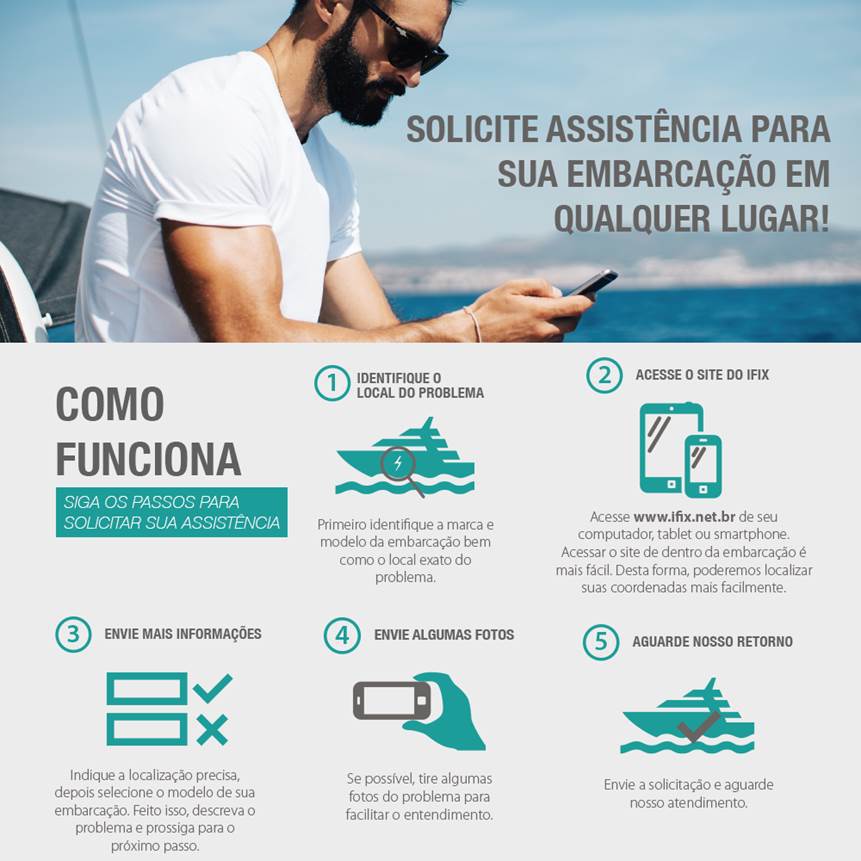 SOLICITE ASSISTÊNCIA PARA
SUA EMBARCAÇÃO EM
QUALQUER LUGAR!
COMO
FUNCIONA
SIGA OS PASSOS PARA
SOLICITAR SUA ASSISTÊNCIA
1
IDENTIFIQUE O
LOCAL DO PROBLEMA
Primeiro identifique a marca e
modelo da embarcação bem
como o local exato do
problema.
2
ACESSE O SITE DO IFIX
Acesse www.ifix.net.br de seu
computador, tablet ou smartphone.
Acessar o site de dentro da embarcação é
mais fácil. Desta forma, poderemos localizar
suas coordenadas mais facilmente.
3
ENVIE MAIS INFORMAÇÕES
Indique a localização precisa,
depois selecione o modelo de sua
embarcação. Feito isso, descreva o
problema e prossiga para o
próximo passo.
4
ENVIE ALGUMAS FOTOS
Se possível, tire algumas
fotos do problema para
facilitar o entendimento.
5
AGUARDE NOSSO RETORNO
Envie a solicitação e aguarde
nosso atendimento.